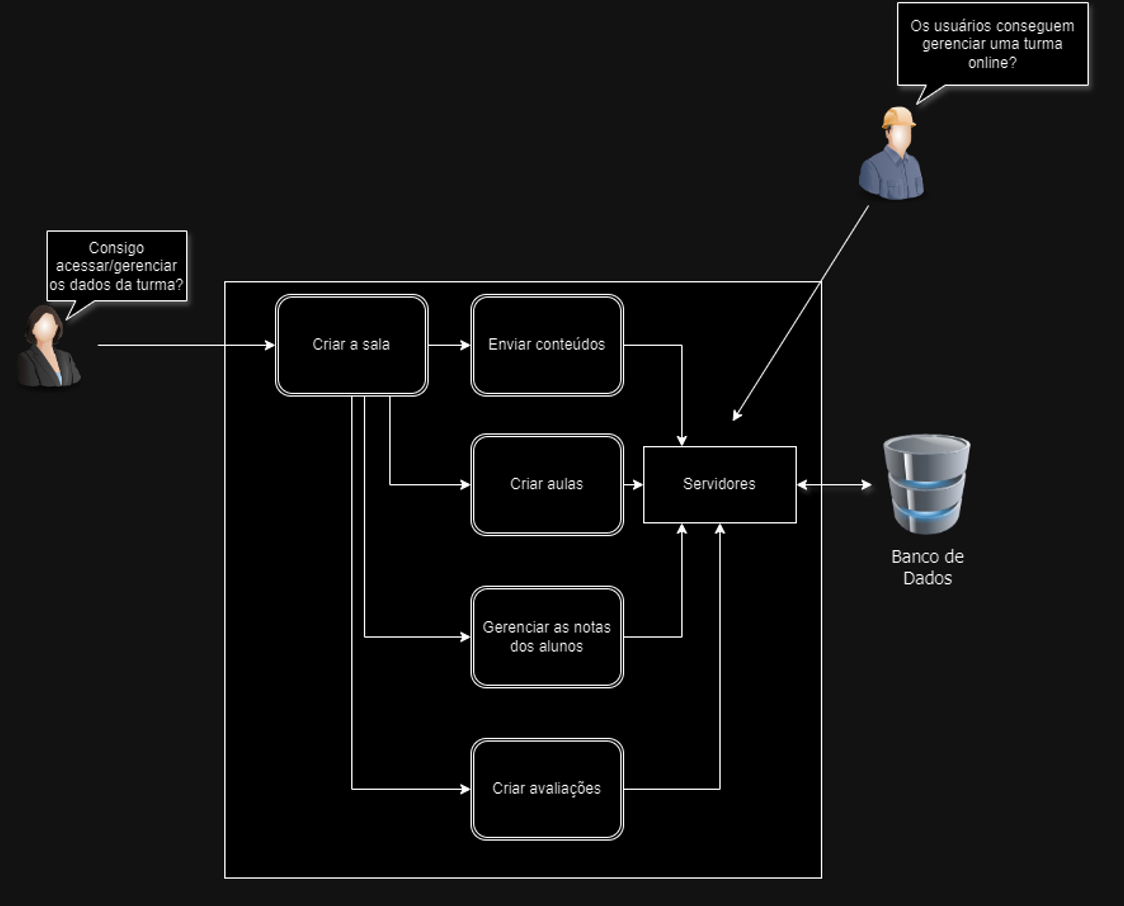 Os usuários conseguem
gerenciar uma turma
online?
Consigo
acessar/gerenciar
os dados da turma?
Criar a sala
Enviar conteúdos
Criar aulas
Servidores
Banco de
Dados
Gerenciar as notas
dos alunos
Criar avaliações